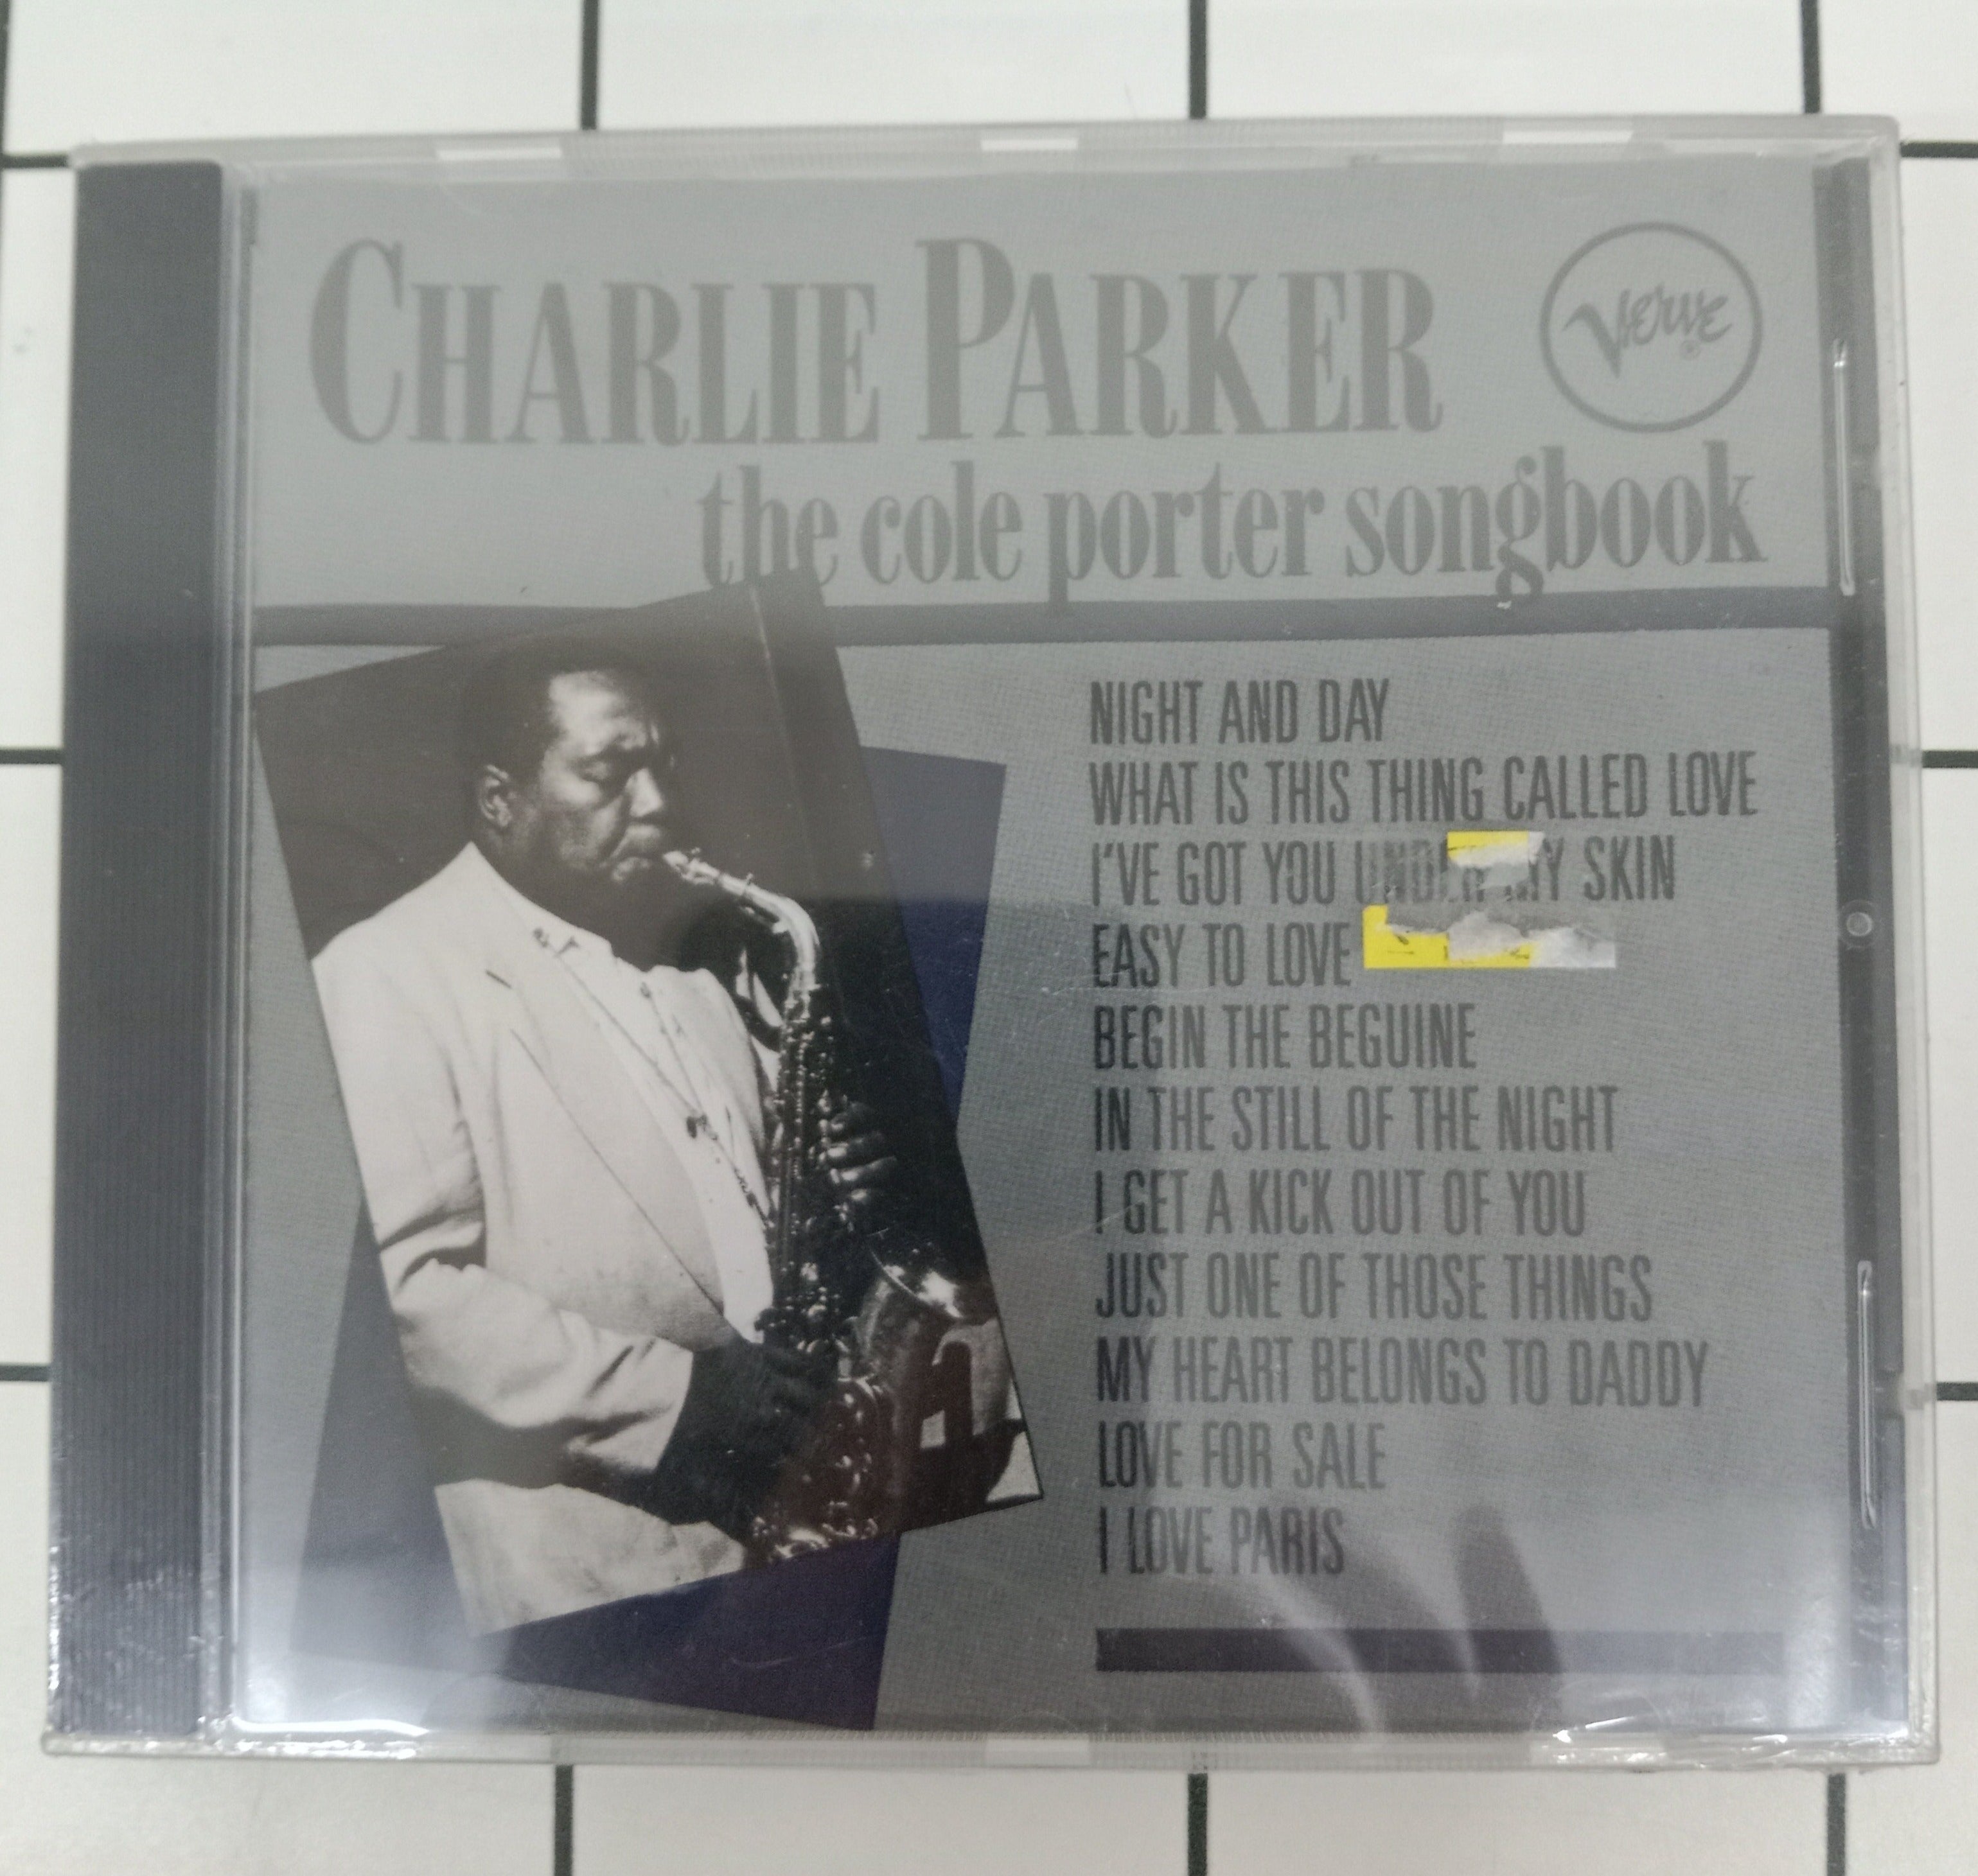 CHARLIE PARKER
Verve
the cole porter songbook
NIGHT AND DAY
WHAT IS THIS THING CALLED LOVE
I'VE GOT YOU UNDER MY SKIN
EASY TO LOVE
BEGIN THE BEGUINE
IN THE STILL OF THE NIGHT
I GET A KICK OUT OF YOU
JUST ONE OF THOSE THINGS
MY HEART BELONGS TO DADDY
LOVE FOR SALE
I LOVE PARIS